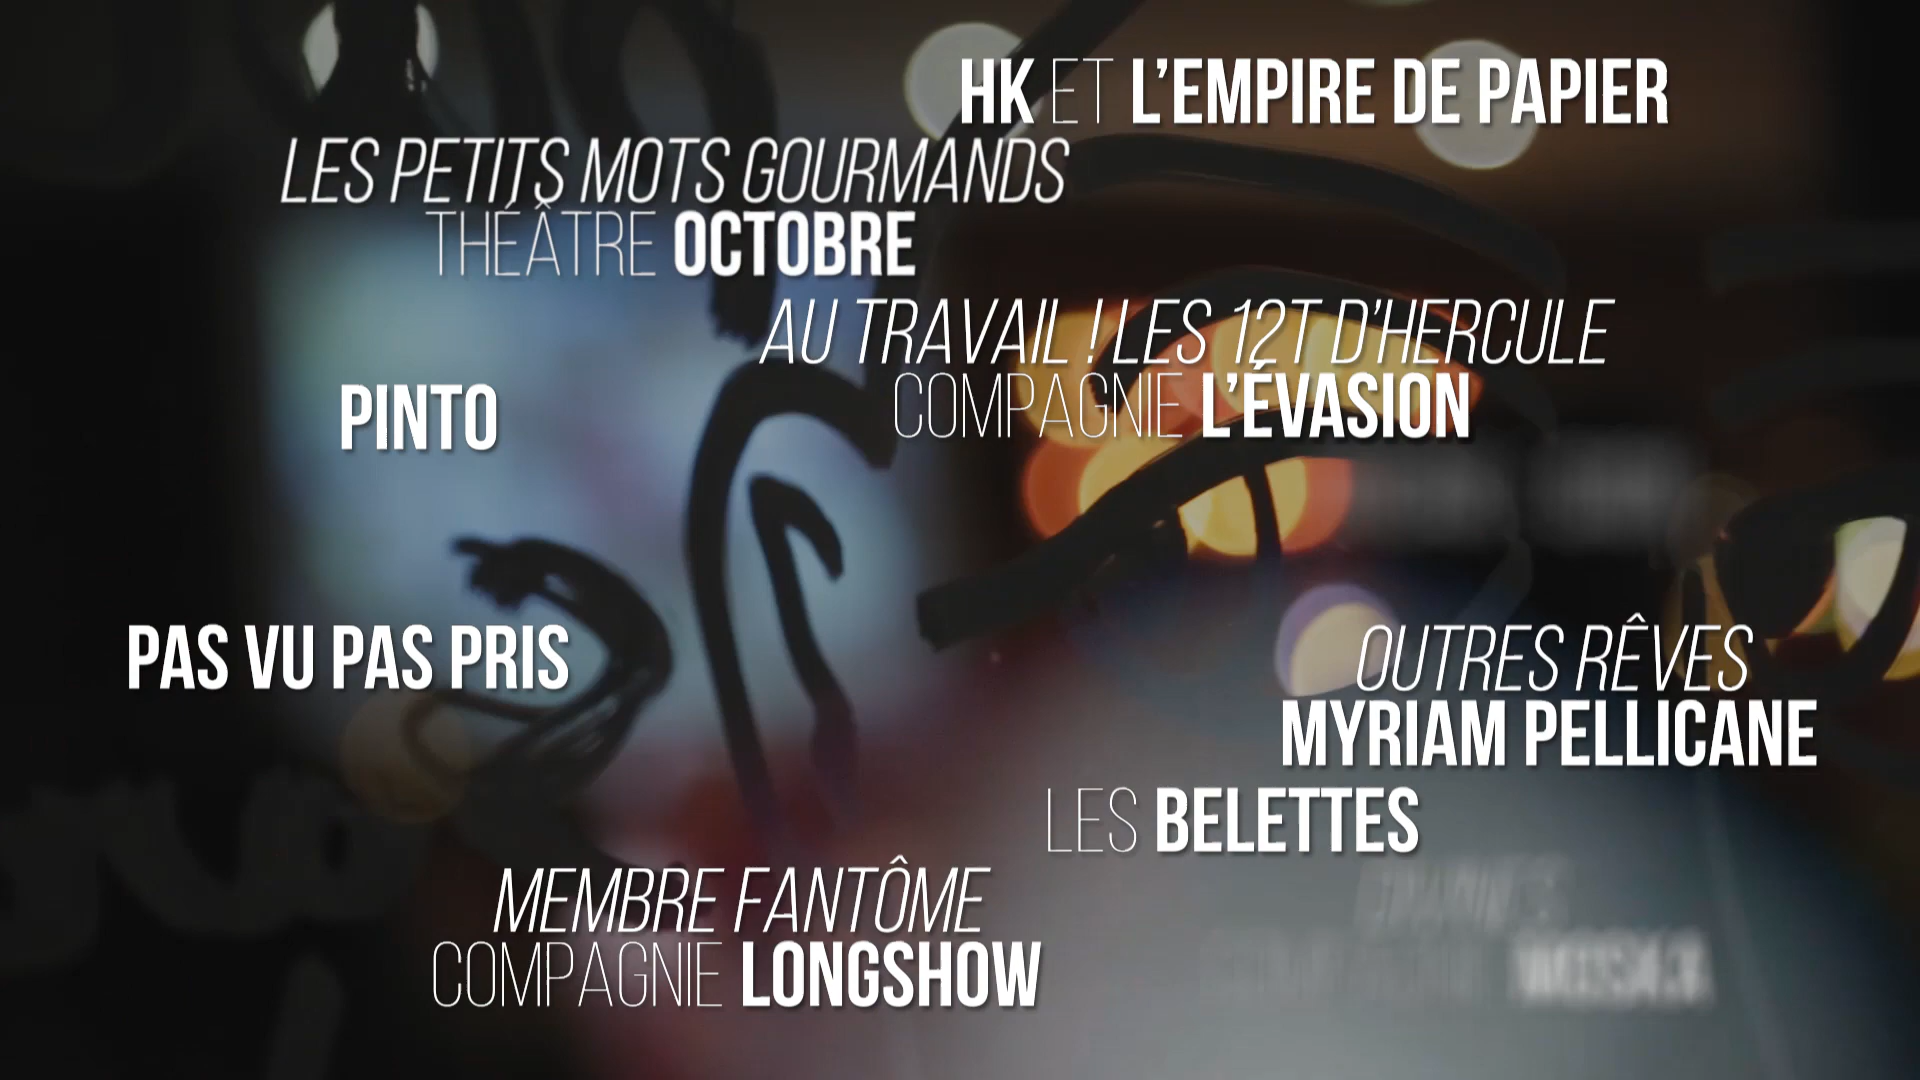 HK ET L'EMPIRE DE PAPIER
LES PETITS MOTS GOURMANDS
THÉÂTRE OCTOBRE
AU TRAVAIL ! LES 12T D'HERCULE
COMPAGNIE L'ÉVASION
PINTO
PAS VU PAS PRIS
OUTRES RÊVES
MYRIAM PELLICANE
LES BELETTES
MEMBRE FANTÔME
COMPAGNIE LONGSHOW